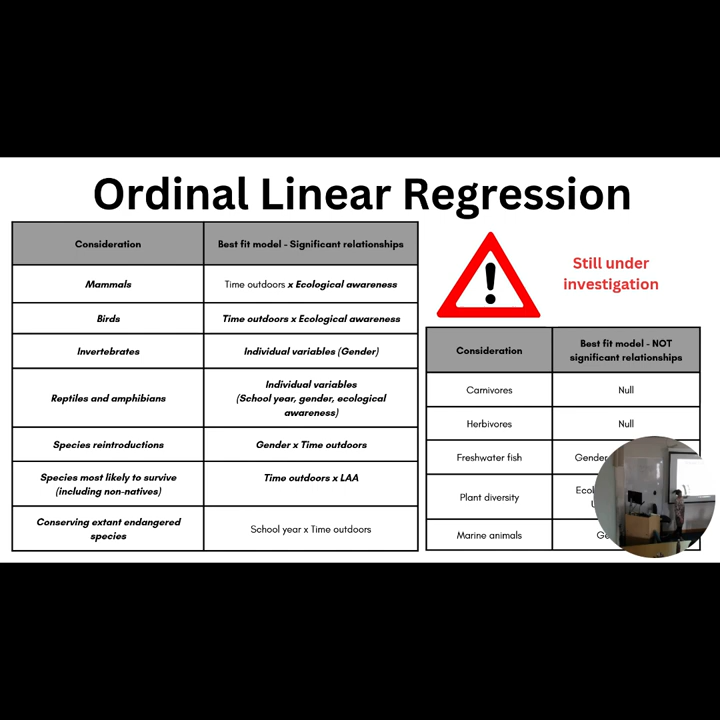 Ordinal Linear Regression
Consideration
Best fit model - Significant relationships
Mammals
Time outdoors x Ecological awareness
Birds
Time outdoors x Ecological awareness
Invertebrates
Individual variables (Gender)
Reptiles and amphibians
Individual variables
(School year, gender, ecological
awareness)
Species reintroductions
Gender x Time outdoors
Species most likely to survive
(including non-natives)
Time outdoors x LAA
Conserving extant endangered
species
School year x Time outdoors
!
Still under
investigation
Consideration
Best fit model - NOT
significant relationships
Carnivores
Null
Herbivores
Null
Freshwater fish
Gender
Plant diversity
Marine animals